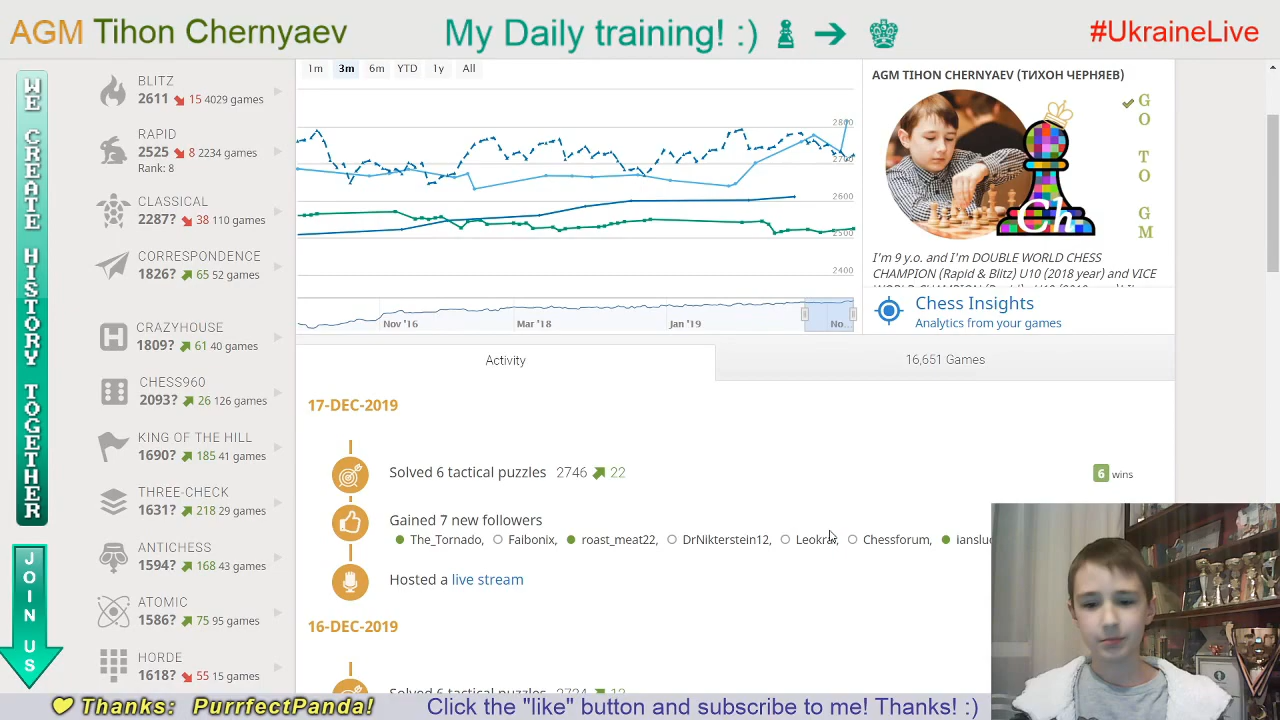 AGM Tihon Chernyaev
My Daily training! :)
#UkraineLive
WE CREATE HISTORY TOGETHER
JOIN US
BLITZ
2611 15 4029 games
RAPID
2525 8 2234 games
Rank: 8
CLASSICAL
2287? 38 110 games
CORRESPONDENCE
1826? 65 52 games
CRAZYHOUSE
1809? 61 40 games
CHESS960
2093? 26 126 games
KING OF THE HILL
1690? 185 41 games
THREE-CHECK
1631? 218 29 games
ANTICHESS
1594? 168 43 games
ATOMIC
1586? 75 95 games
HORDE
1618? 55 15 games
1m 3m 6m YTD 1y All
2800
2700
2600
2500
2400
Nov '16 Mar '18 Jan '19 No...
AGM TIHON CHERNYAEV (ТИХОН ЧЕРНЯЕВ)
Ch
GO TO GM
I'm 9 y.o. and I'm DOUBLE WORLD CHESS
CHAMPION (Rapid & Blitz) U10 (2018 year) and VICE
Chess Insights
Analytics from your games
Activity
16,651 Games
17-DEC-2019
Solved 6 tactical puzzles 2746 22
6 wins
Gained 7 new followers
The_Tornado, Faibonix, roast_meat22, DrNikterstein12, Leokral, Chessforum,
Hosted a live stream
16-DEC-2019
Solved 6 tactical puzzles
Thanks: PurrfectPanda!
Click the "like" button and subscribe to me! Thanks! :)